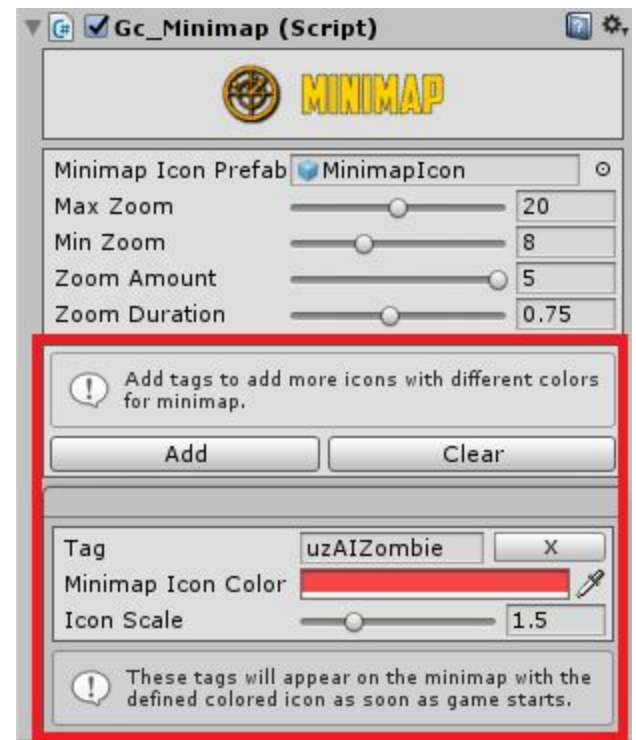 Gc_Minimap (Script)
MINIMAP
Minimap Icon Prefab MinimapIcon
Max Zoom 20
Min Zoom 8
Zoom Amount 5
Zoom Duration 0.75
Add tags to add more icons with different colors
for minimap.
Add Clear
Tag uzAIZombie X
Minimap Icon Color
Icon Scale 1.5
These tags will appear on the minimap with the
defined colored icon as soon as game starts.